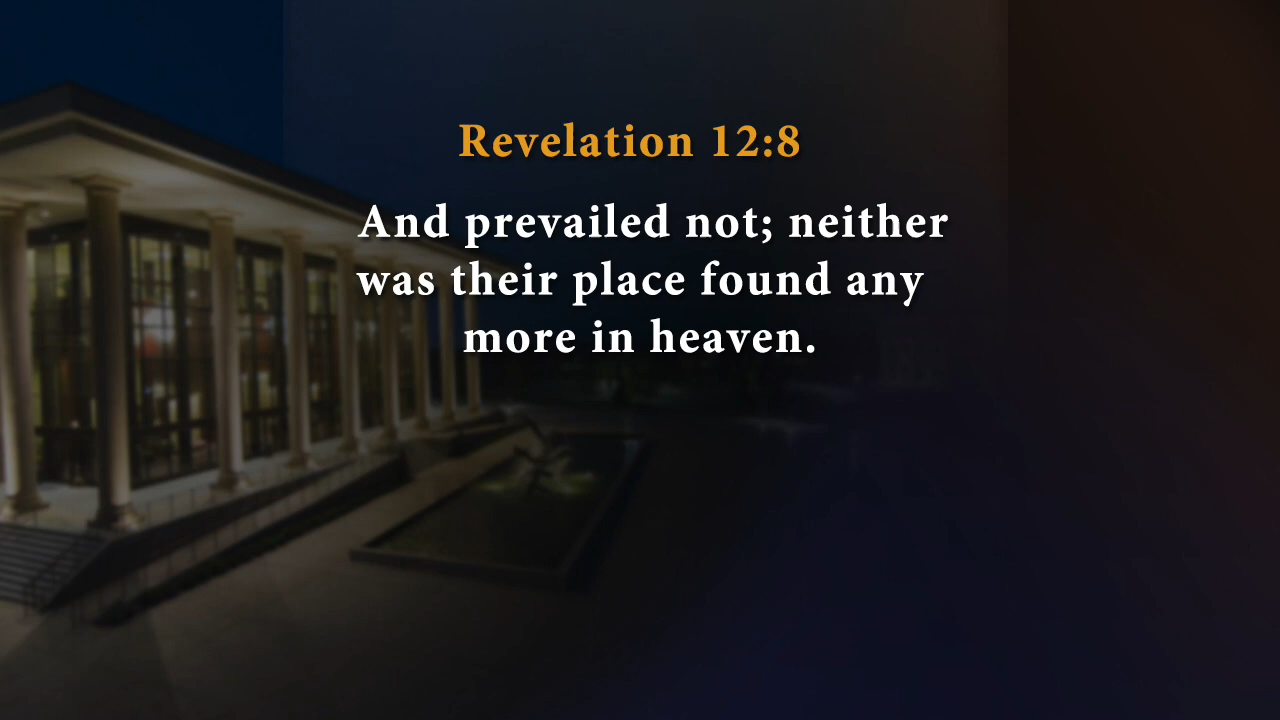 Revelation 12:8
And prevailed not; neither
was their place found any
more in heaven.